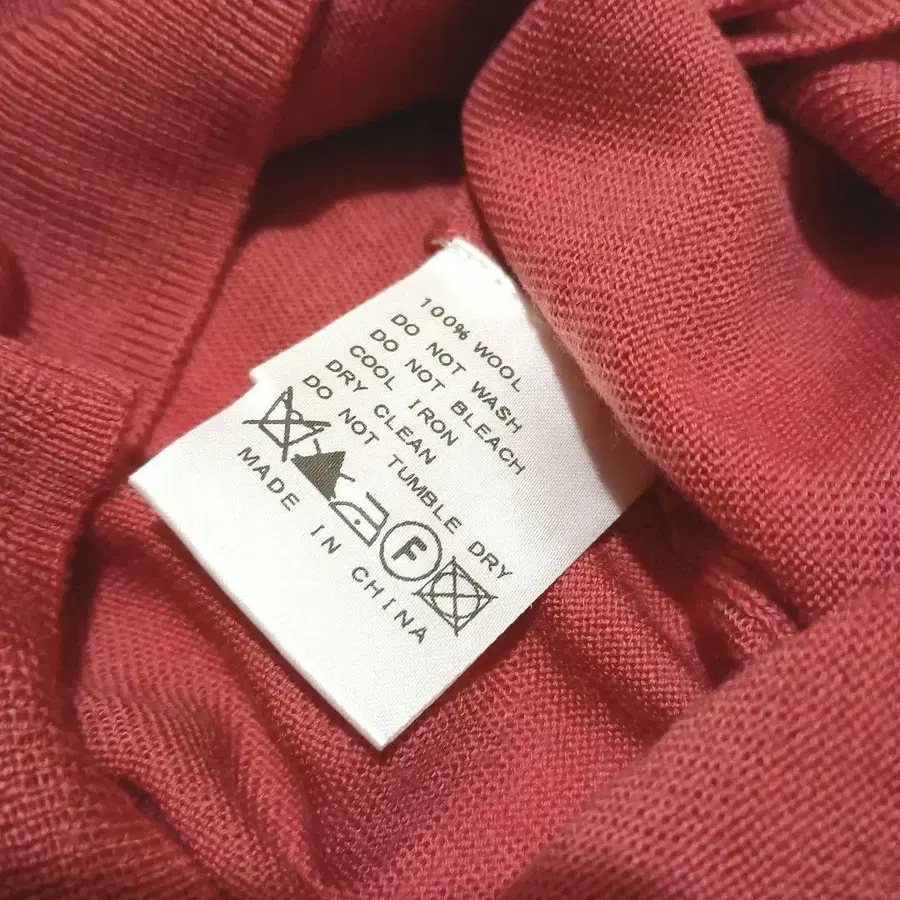 100% WOOL
DO NOT WASH
DO NOT BLEACH
COOL IRON
DRY CLEAN
DO NOT TUMBLE DRY
F
MADE IN CHINA